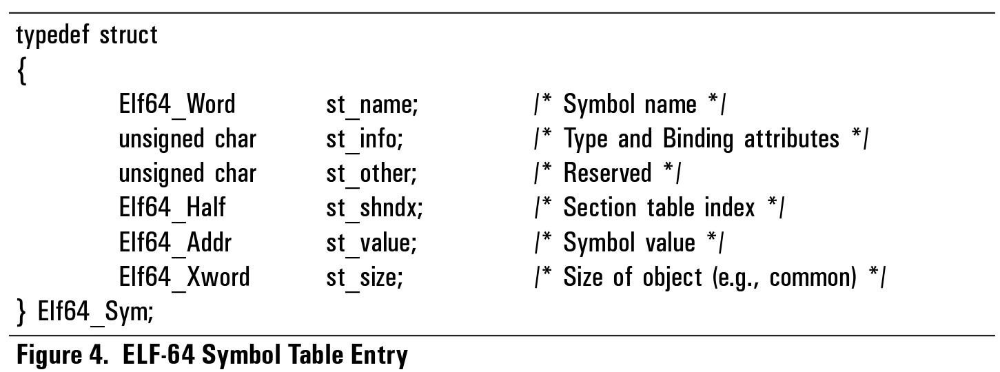 typedef struct
{
Elf64_Word st_name; /* Symbol name */
unsigned char st_info; /* Type and Binding attributes */
unsigned char st_other; /* Reserved */
Elf64_Half st_shndx; /* Section table index */
Elf64_Addr st_value; /* Symbol value */
Elf64_Xword st_size; /* Size of object (e.g., common) */
} Elf64_Sym;
Figure 4. ELF-64 Symbol Table Entry